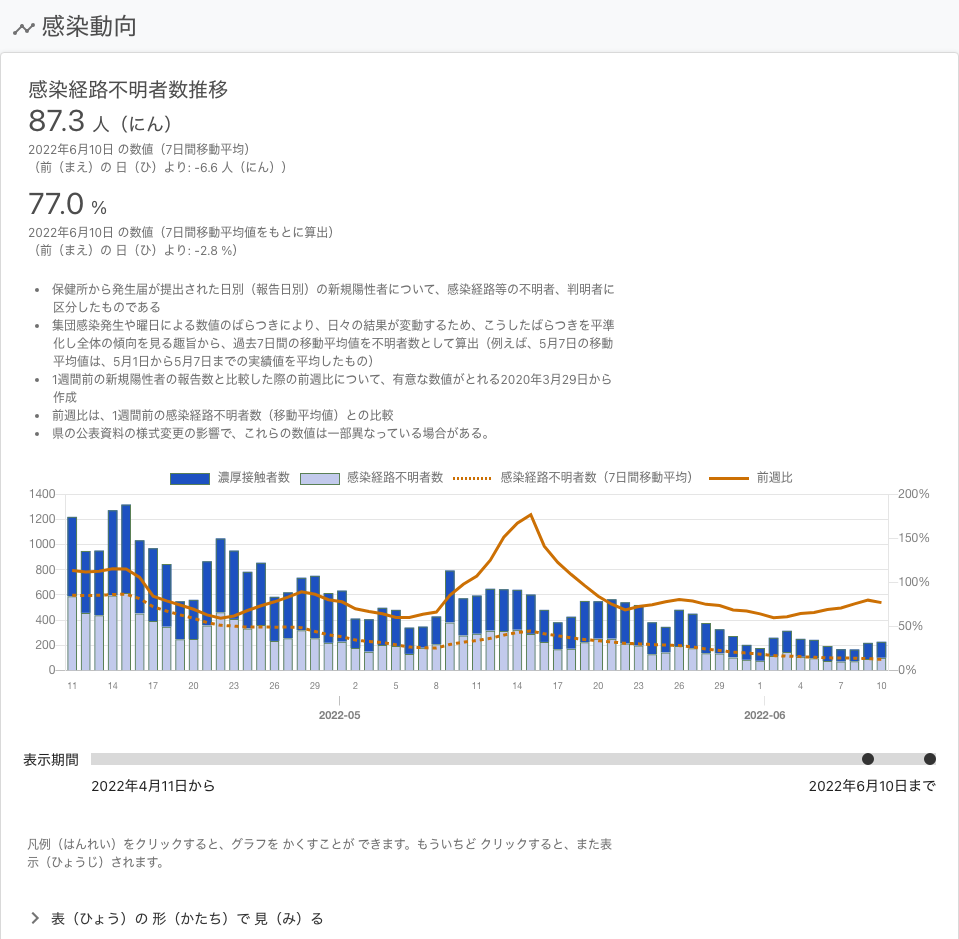 感染動向
感染経路不明者数推移
87.3 人（にん）
2022年6月10日 の数値（7日間移動平均）
（前（まえ）の 日（ひ）より: -6.6 人（にん））
77.0 %
2022年6月10日 の数値（7日間移動平均値をもとに算出）
（前（まえ）の 日（ひ）より: -2.8 %）
• 保健所から発生届が提出された日別（報告日別）の新規陽性者について、感染経路等の不明者、判明者に
区分したものである
• 集団感染発生や曜日による数値のばらつきにより、日々の結果が変動するため、こうしたばらつきを平準
化し全体の傾向を見る趣旨から、過去7日間の移動平均値を不明者数として算出（例えば、5月7日の移動
平均値は、5月1日から5月7日までの実績値を平均したもの）
• 1週間前の新規陽性者の報告数と比較した際の前週比について、有意な数値がとれる2020年3月29日から
作成
• 前週比は、1週間前の感染経路不明者数（移動平均値）との比較
• 県の公表資料の様式変更の影響で、これらの数値は一部異なっている場合がある。
濃厚接触者数 感染経路不明者数 感染経路不明者数（7日間移動平均） 前週比
1400 200%
1200
1000 150%
800
600 100%
400 50%
200
0 0%
11 14 17 20 23 26 29 2 5 8 11 14 17 20 23 26 29 1 4 7 10
2022-05 2022-06
表示期間
2022年4月11日から 2022年6月10日まで
凡例（はんれい）をクリックすると、グラフを かくすことが できます。もういちど クリックすると、また表
示（ひょうじ）されます。
表（ひょう）の 形（かたち）で 見（み）る